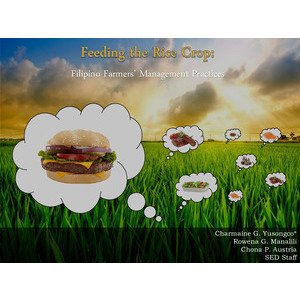 Feeding the Rice Crop:
Filipino Farmers' Management Practices
Charmaine G. Yusongco*
Rowena G. Manalili
Chona P. Austria
SED Staff